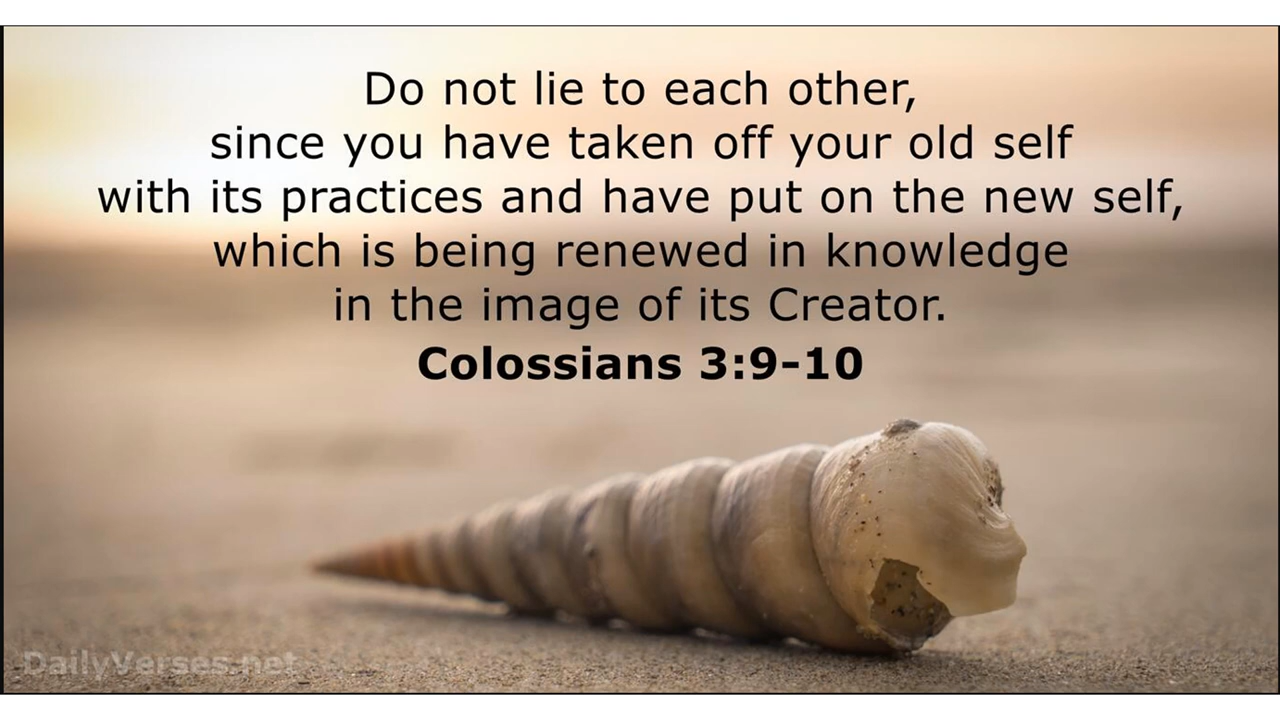 Do not lie to each other,
since you have taken off your old self
with its practices and have put on the new self,
which is being renewed in knowledge
in the image of its Creator.
Colossians 3:9-10
DailyVerses.net